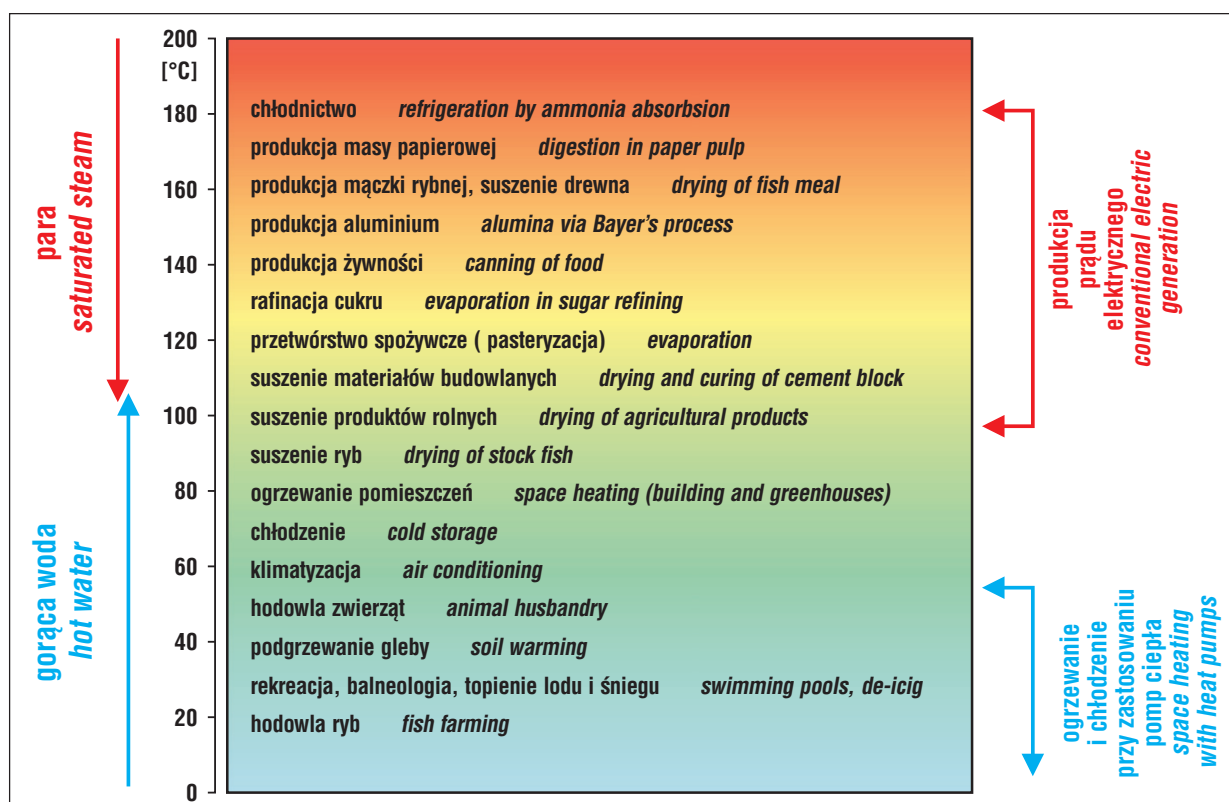 200
[°C]
180
160
140
120
100
80
60
40
20
0
para
saturated steam
gorąca woda
hot water
chłodnictwo refrigeration by ammonia absorbsion
produkcja masy papierowej digestion in paper pulp
produkcja mączki rybnej, suszenie drewna drying of fish meal
produkcja aluminium alumina via Bayer's process
produkcja żywności canning of food
rafinacja cukru evaporation in sugar refining
przetwórstwo spożywcze ( pasteryzacja) evaporation
suszenie materiałów budowlanych drying and curing of cement block
suszenie produktów rolnych drying of agricultural products
suszenie ryb drying of stock fish
ogrzewanie pomieszczeń space heating (building and greenhouses)
chłodzenie cold storage
klimatyzacja air conditioning
hodowla zwierząt animal husbandry
podgrzewanie gleby soil warming
rekreacja, balneologia, topienie lodu i śniegu swimming pools, de-icig
hodowla ryb fish farming
produkcja
prądu
elektrycznego
conventional electric
generation
ogrzewanie
i chłodzenie
przy zastosowaniu
pomp ciepła
space heating
with heat pumps